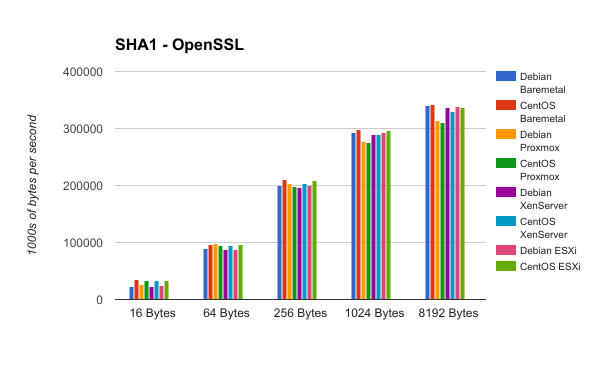 SHA1 - OpenSSL
1000s of bytes per second
400000
300000
200000
100000
0
16 Bytes
64 Bytes
256 Bytes
1024 Bytes
8192 Bytes
Debian
Baremetal
CentOS
Baremetal
Debian
Proxmox
CentOS
Proxmox
Debian
XenServer
CentOS
XenServer
Debian ESXi
CentOS ESXi